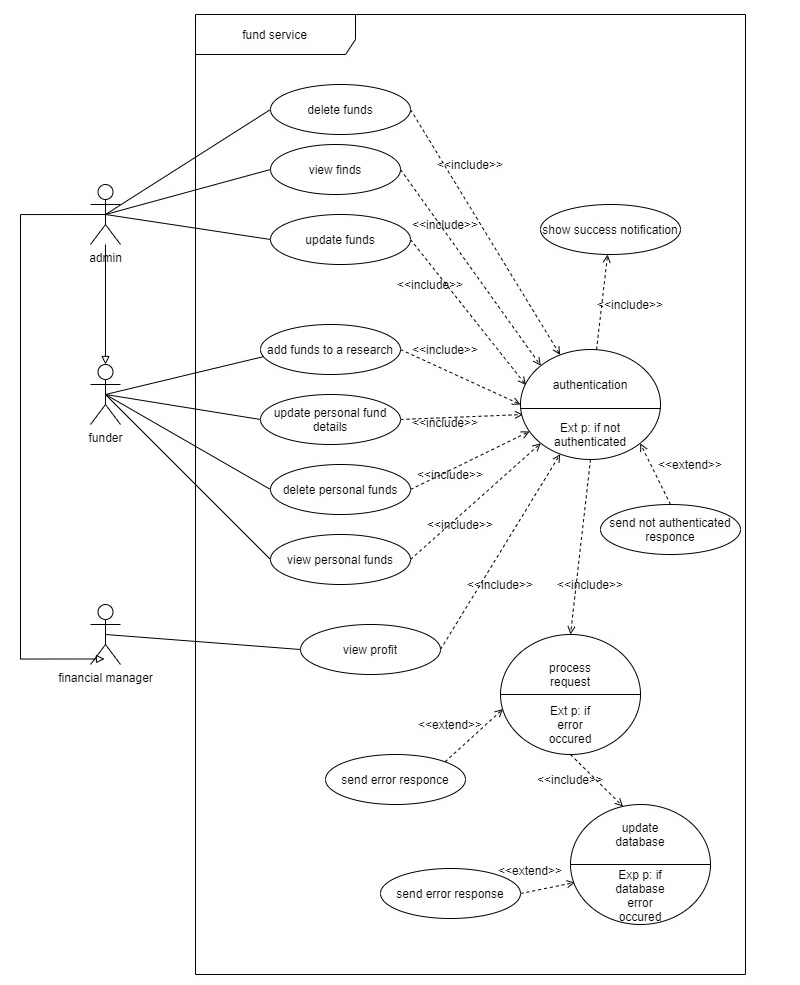 fund service
delete funds
<<include>>
view finds
<<include>>
show success notification
update funds
admin
<<include>>
<<include>>
add funds to a research
<<include>>
authentication
update personal fund
details
<<include>>
Ext p: if not
authenticated
funder
<<extend>>
<<include>>
delete personal funds
send not authenticated
responce
<<include>>
view personal funds
<<include>>
<<include>>
view profit
financial manager
process
request
Ext p: if
error
occured
<<extend>>
send error responce
<<include>>
update
database
<<extend>>
Exp p: if
database
error
occured
send error response